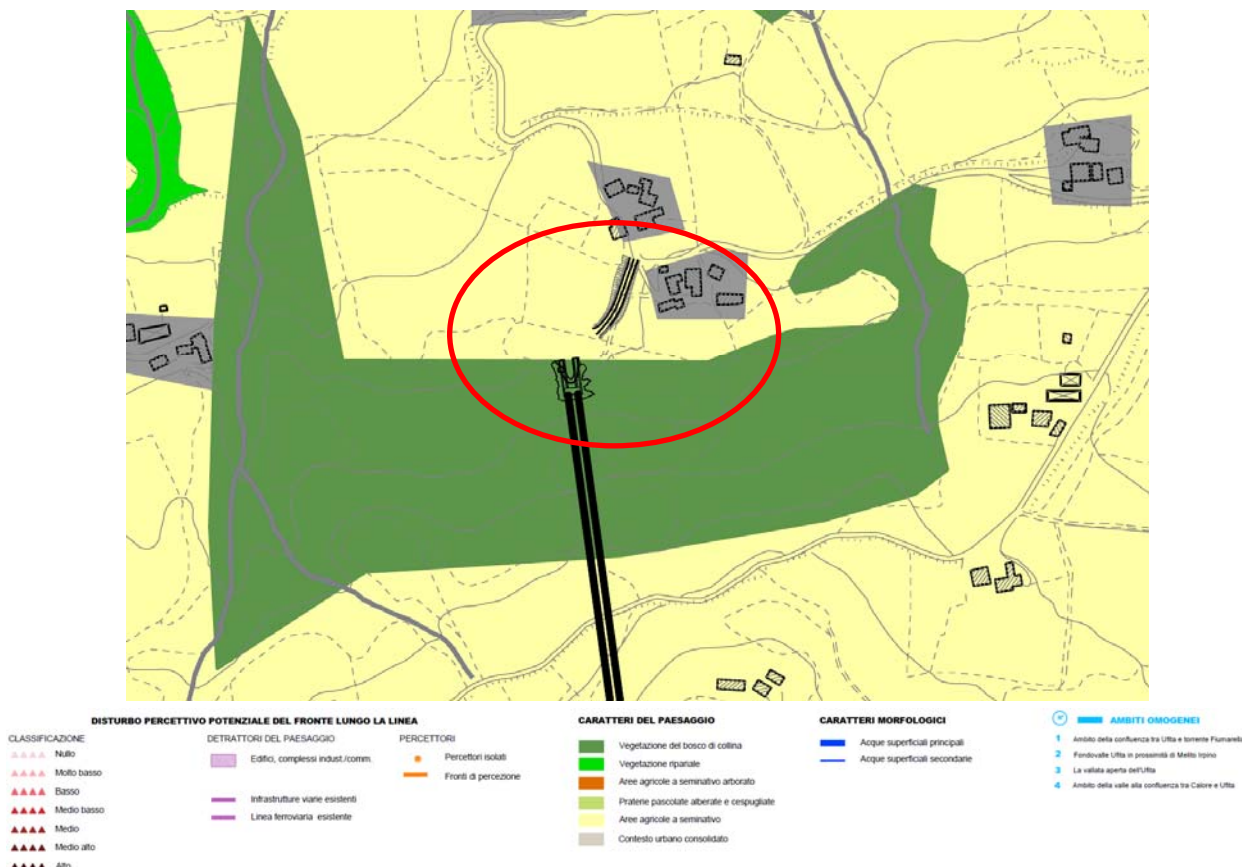 DISTURBO PERCETTIVO POTENZIALE DEL FRONTE LUNGO LA LINEA
CLASSIFICAZIONE
Nullo
Molto basso
Basso
Medio basso
Medio
Medio alto
Alto
DETRATTORI DEL PAESAGGIO
Edifici, complessi indust./comm.
Infrastrutture viarie esistenti
Linea ferroviaria esistente
PERCETTORI
Percettori isolati
Fronti di percezione
CARATTERI DEL PAESAGGIO
Vegetazione del bosco di collina
Vegetazione ripariale
Aree agricole a seminativo arborato
Praterie pascolate alberate e cespugliate
Aree agricole a seminativo
Contesto urbano consolidato
CARATTERI MORFOLOGICI
Acque superficiali principali
Acque superficiali secondarie
AMBITI OMOGENEI
1 Ambito della confluenza tra Ufita e torrente Fiumarella
2 Fondovalle Ufita in prossimità di Melito Irpino
3 La vallata aperta dell'Ufita
4 Ambito della valle alla confluenza tra Calore e Ufita